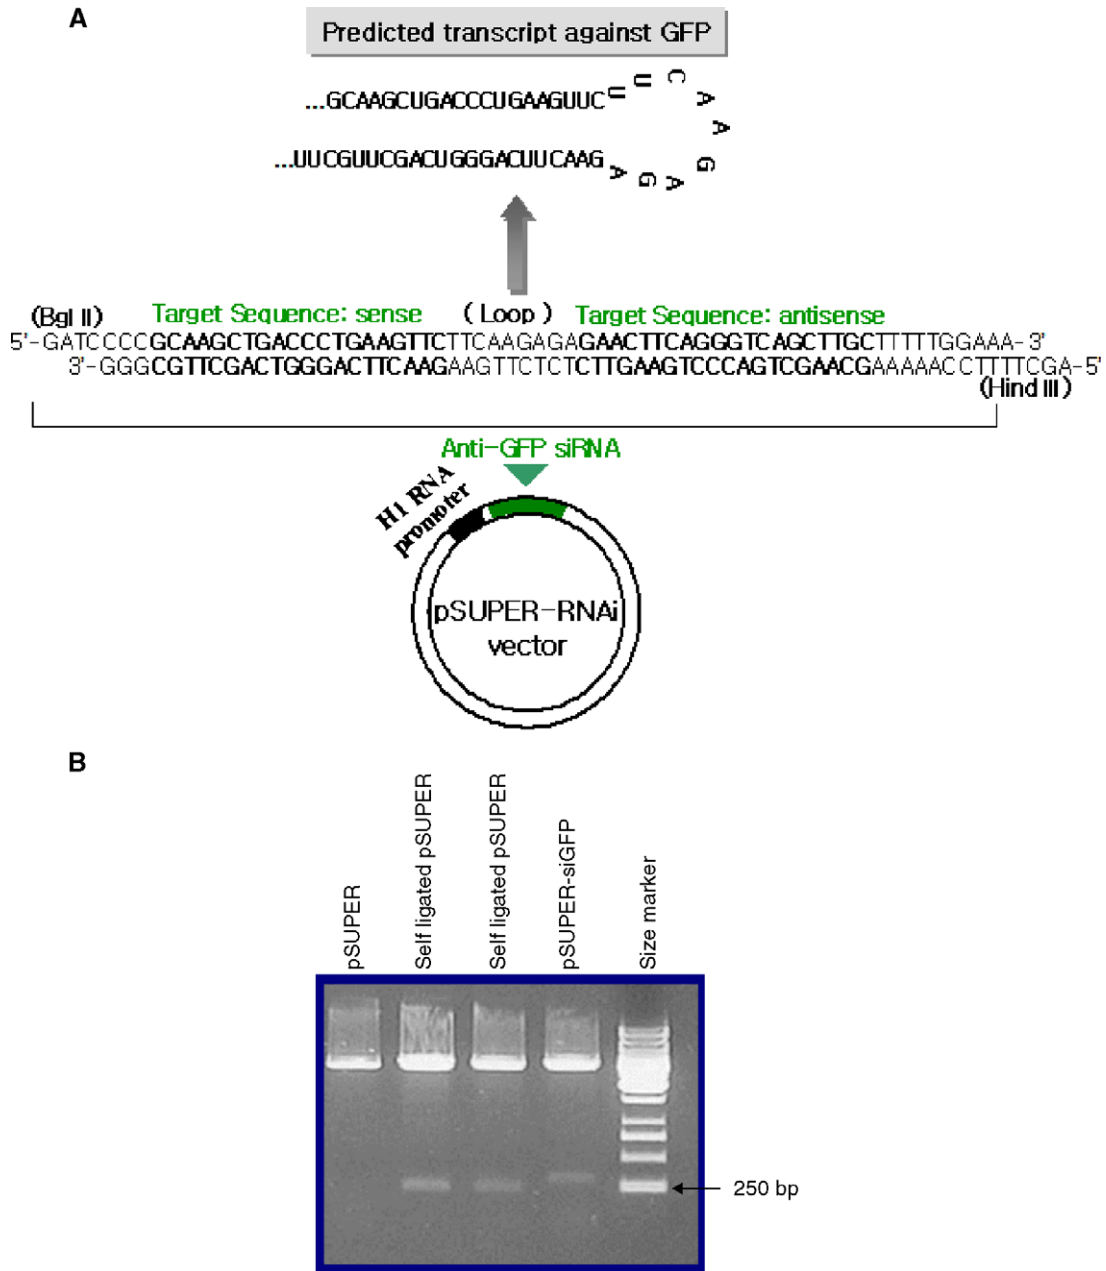 A
Predicted transcript against GFP
...GCAAGCUGACCCUGAAGUUC
UUCAAGAGA
...UUCGUUCGACUGGGACUUCAAG
(Bgl II) Target Sequence: sense (Loop) Target Sequence: antisense
5'-GATCCCCGCAAGCTGACCCTGAAGTTCTTCAAGAGAGAACTTCAGGGTCAGCTTGCTTTTTGGAAA-3'
3'-GGGCGTTCGACTGGGACTTCAAGAAGTTCTCTCTTGAAGTCCCAGTCGAACGAAAAACCTTTTCGA-5'
(Hind III)
Anti-GFP siRNA
H1 RNA
promoter
pSUPER-RNAi
vector
B
pSUPER
Self ligated pSUPER
Self ligated pSUPER
pSUPER-siGFP
Size marker
250 bp